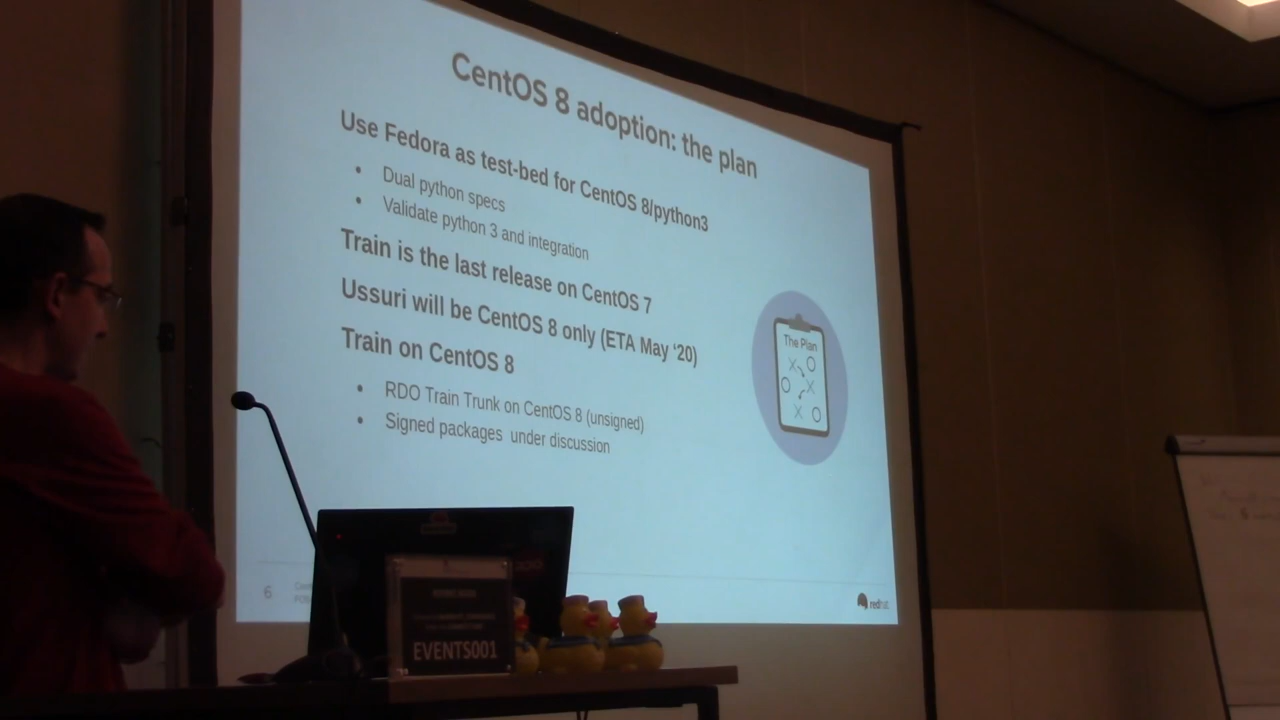 CentOS 8 adoption: the plan
Use Fedora as test-bed for CentOS 8/python3
• Dual python specs
• Validate python 3 and integration
Train is the last release on CentOS 7
Ussuri will be CentOS 8 only (ETA May ‘20)
Train on CentOS 8
• RDO Train Trunk on CentOS 8 (unsigned)
• Signed packages under discussion
The Plan
6
redhat
EVENTS001